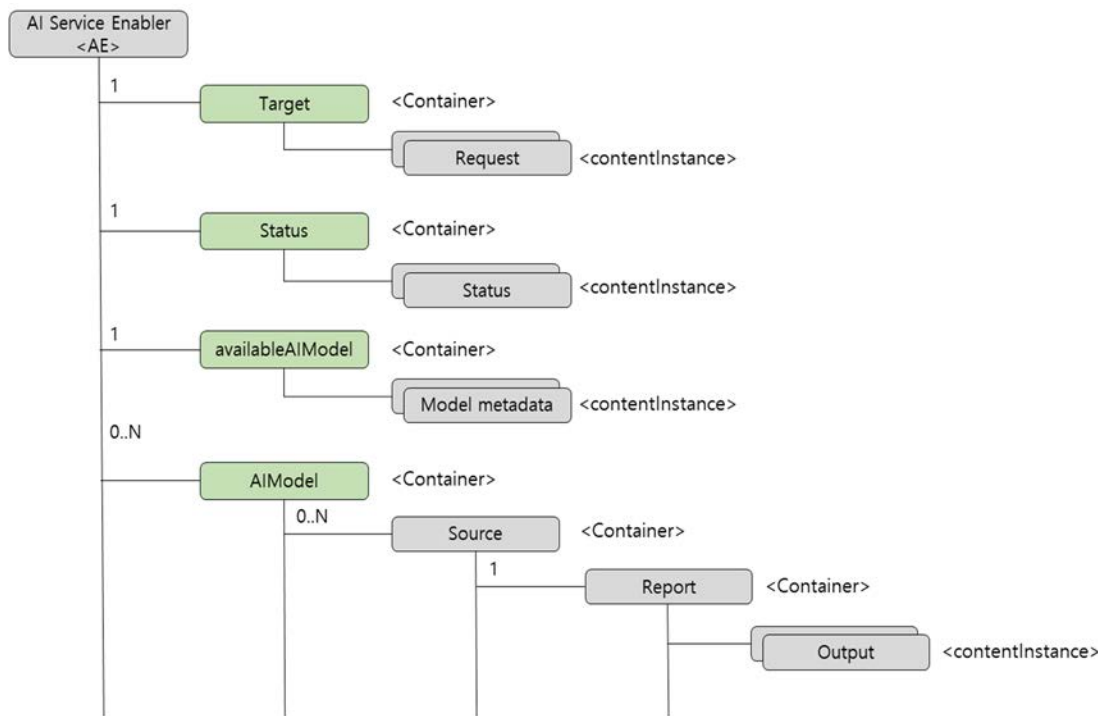 AI Service Enabler
<AE>
1
Target
<Container>
Request
<contentInstance>
1
Status
<Container>
Status
<contentInstance>
1
availableAIModel
<Container>
Model metadata
<contentInstance>
0..N
AIModel
<Container>
0..N
Source
<Container>
1
Report
<Container>
Output
<contentInstance>